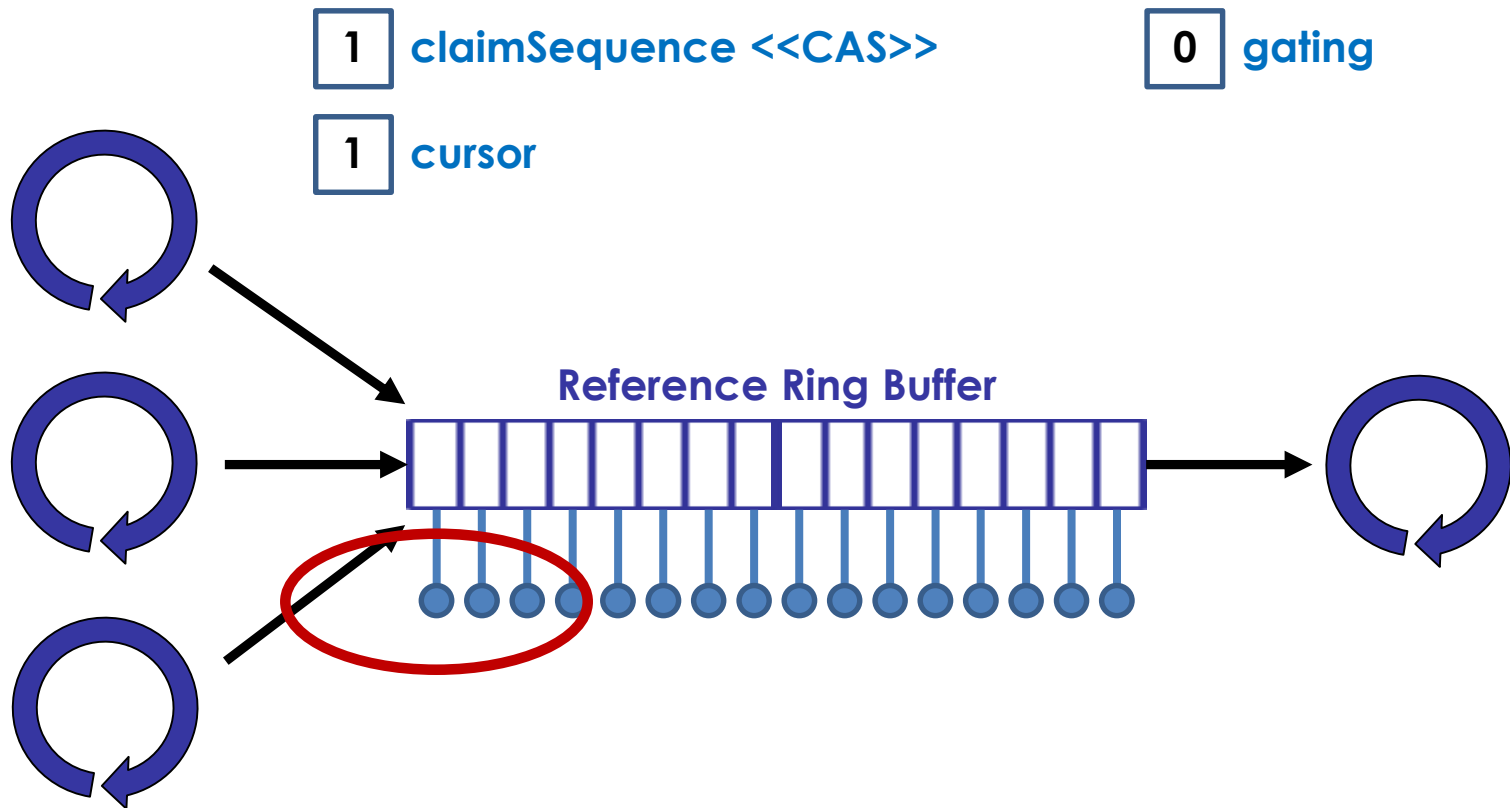 1 claimSequence <<CAS>>
0 gating
1 cursor
Reference Ring Buffer